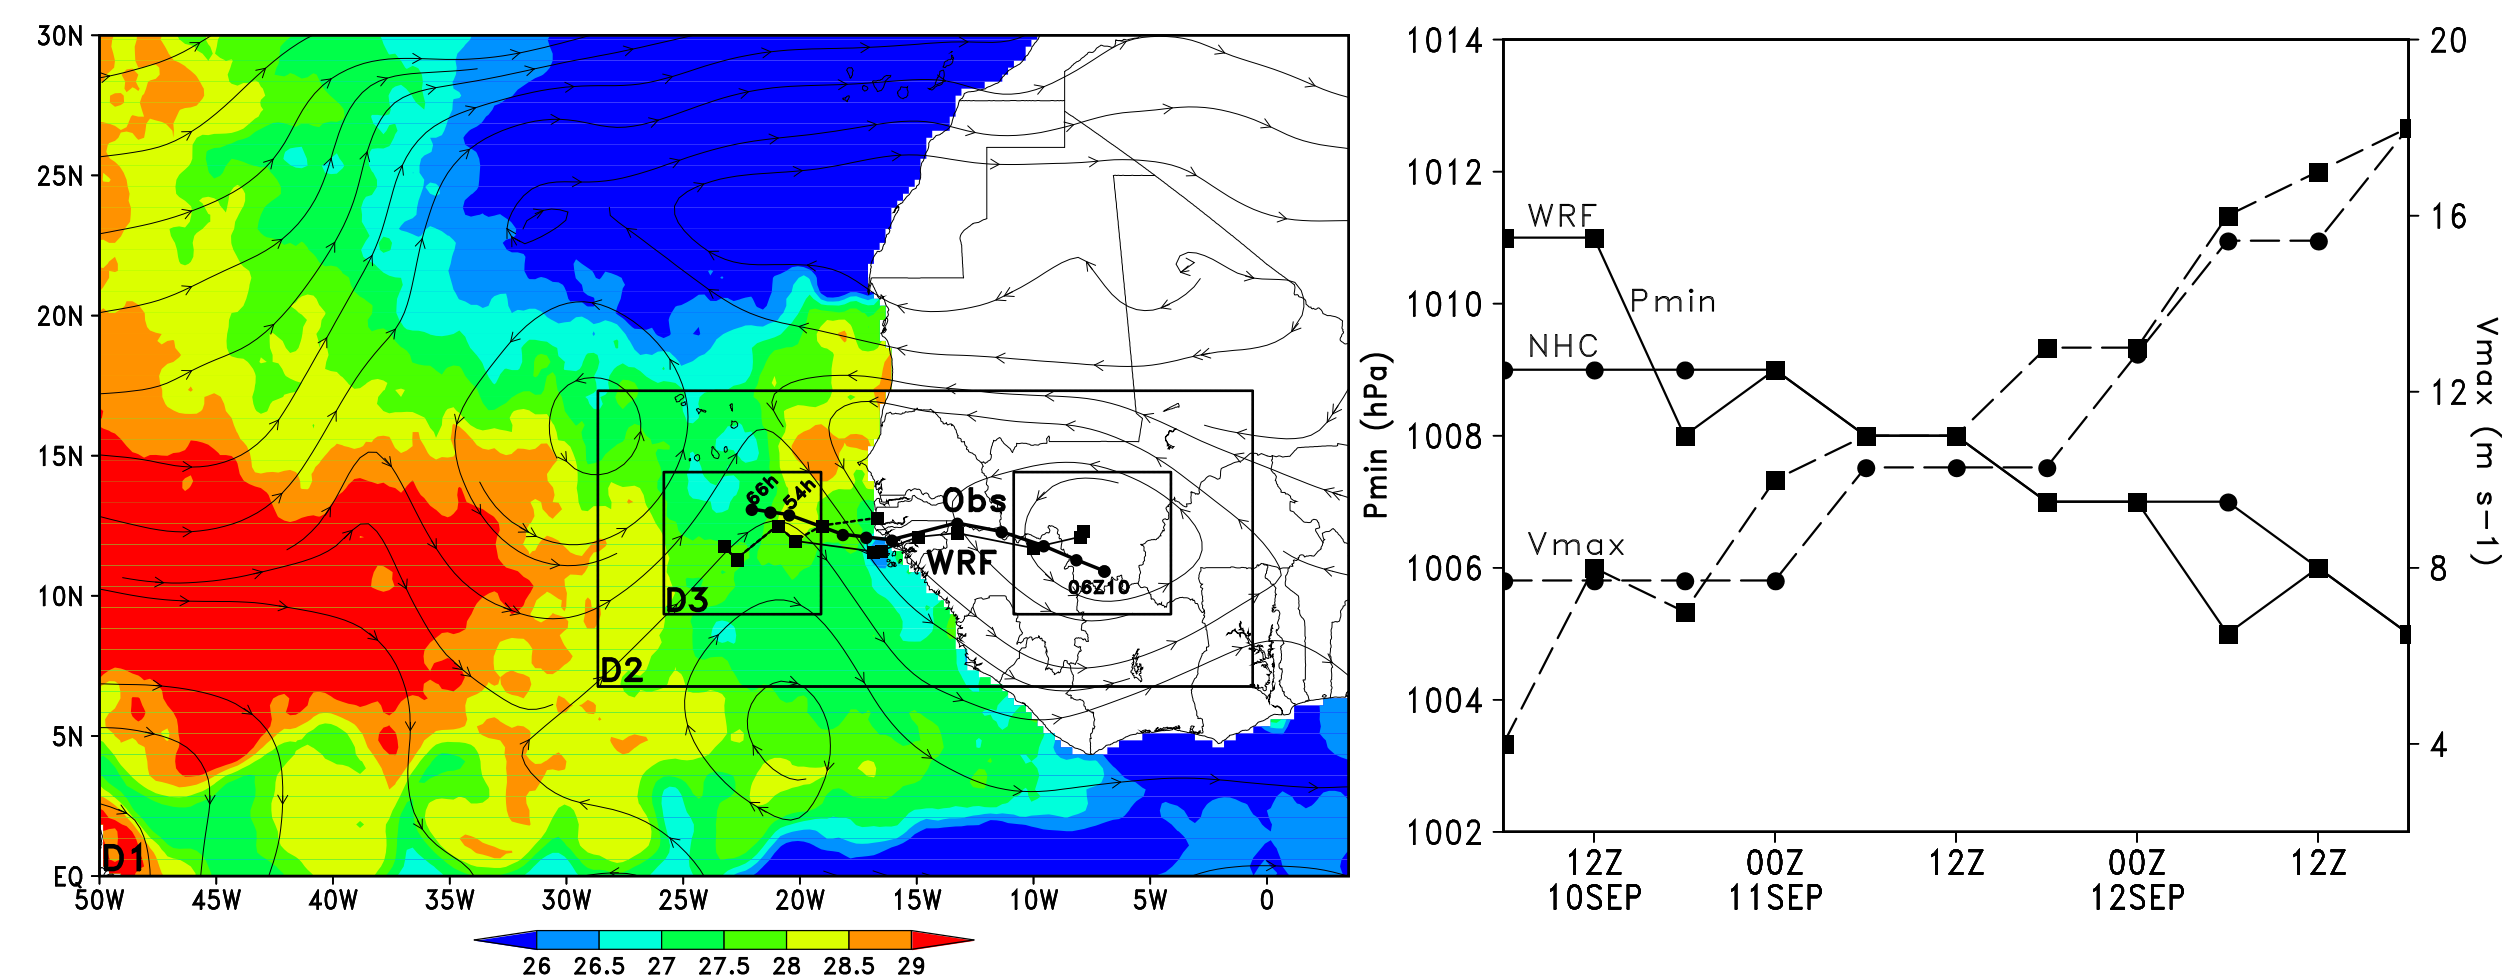 30N
25N
20N
15N
10N
5N
EQ
50W 45W 40W 35W 30W 25W 20W 15W 10W 5W 0
66h
54h
Obs
WRF
06Z10
D3
D2
D1
26 26.5 27 27.5 28 28.5 29
1014
1012
1010
1008
1006
1004
1002
Pmin (hPa)
WRF
Pmin
NHC
Vmax
20
16
12
8
4
Vmax (m s-1)
12Z 00Z 12Z 00Z 12Z
10SEP 11SEP 12SEP